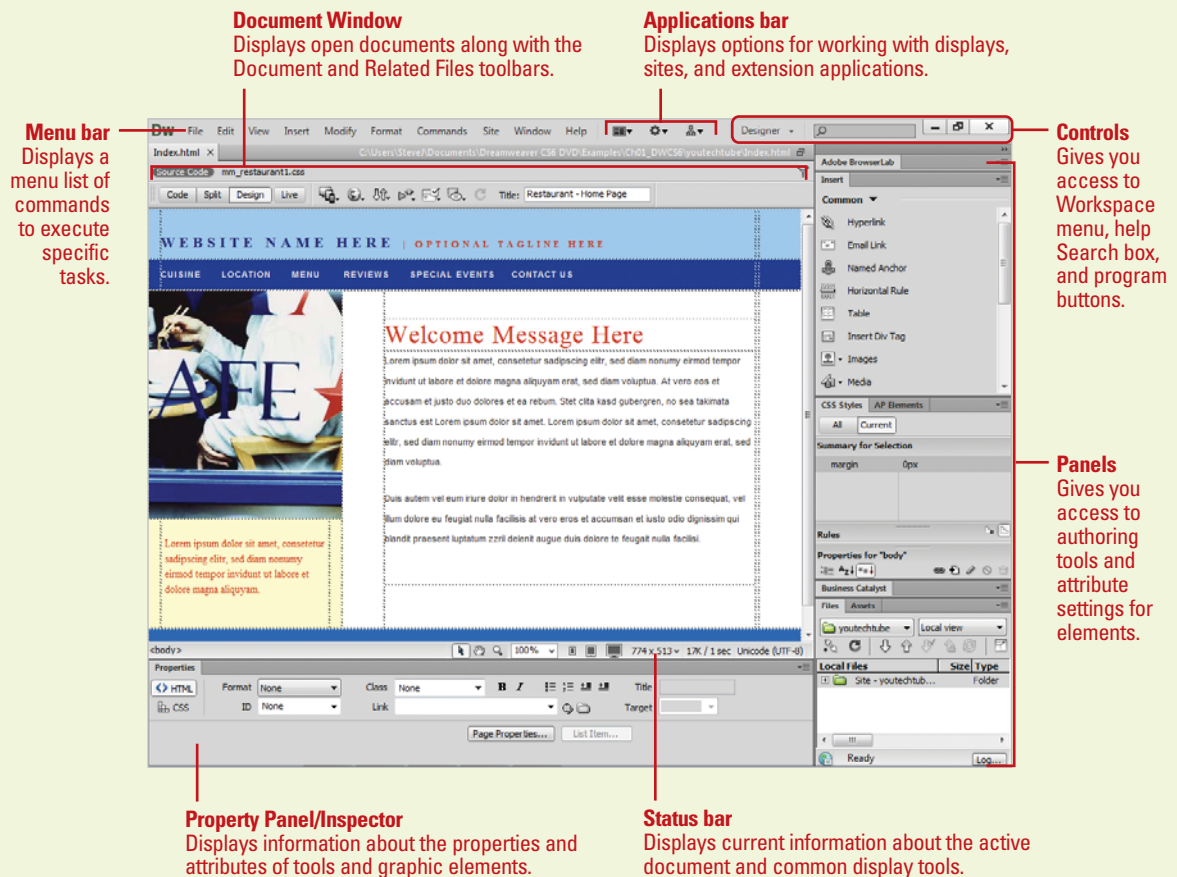 Document Window
Displays open documents along with the
Document and Related Files toolbars.
Applications bar
Displays options for working with displays,
sites, and extension applications.
Menu bar
Displays a
menu list of
commands
to execute
specific
tasks.
Controls
Gives you
access to
Workspace
menu, help
Search box,
and program
buttons.
Panels
Gives you
access to
authoring
tools and
attribute
settings for
elements.
DW File Edit View Insert Modify Format Commands Site Window Help Designer
Index.html C:\Users\SteveJ\Documents\Dreamweaver CS6 DVD\Examples\Ch01_DWCS6\youtechtube\Index.html
Source Code mm_restaurant1.css
Code Split Design Live Title: Restaurant - Home Page
WEBSITE NAME HERE | OPTIONAL TAGLINE HERE
CUISINE LOCATION MENU REVIEWS SPECIAL EVENTS CONTACT US
AFE
Welcome Message Here
Lorem ipsum dolor sit amet, consetetur sadipscing elitr, sed diam nonumy eirmod tempor
invidunt ut labore et dolore magna aliquyam erat, sed diam voluptua. At vero eos et
accusam et justo duo dolores et ea rebum. Stet clita kasd gubergren, no sea takimata
sanctus est Lorem ipsum dolor sit amet. Lorem ipsum dolor sit amet, consetetur sadipscing
elitr, sed diam nonumy eirmod tempor invidunt ut labore et dolore magna aliquyam erat, sed
diam voluptua.
Duis autem vel eum iriure dolor in hendrerit in vulputate velit esse molestie consequat, vel
illum dolore eu feugiat nulla facilisis at vero eros et accumsan et iusto odio dignissim qui
blandit praesent luptatum zzril delenit augue duis dolore te feugait nulla facilisi.
Lorem ipsum dolor sit amet, consetetur
sadipscing elitr, sed diam nonumy
eirmod tempor invidunt ut labore et
dolore magna aliquyam.
<body> 100% 774 x 513 17K / 1 sec Unicode (UTF-8)
Properties
HTML Format None Class None B I Title
CSS ID None Link Target
Page Properties... List Item...
Adobe BrowserLab
Insert
Common
Hyperlink
Email Link
Named Anchor
Horizontal Rule
Table
Insert Div Tag
Images
Media
CSS Styles AP Elements
All Current
Summary for Selection
margin 0px
Rules
Properties for "body"
Business Catalyst
Files Assets
youtechtube Local view
Local Files Size Type
Site - youtechtub... Folder
Ready Log...
Property Panel/Inspector
Displays information about the properties and
attributes of tools and graphic elements.
Status bar
Displays current information about the active
document and common display tools.